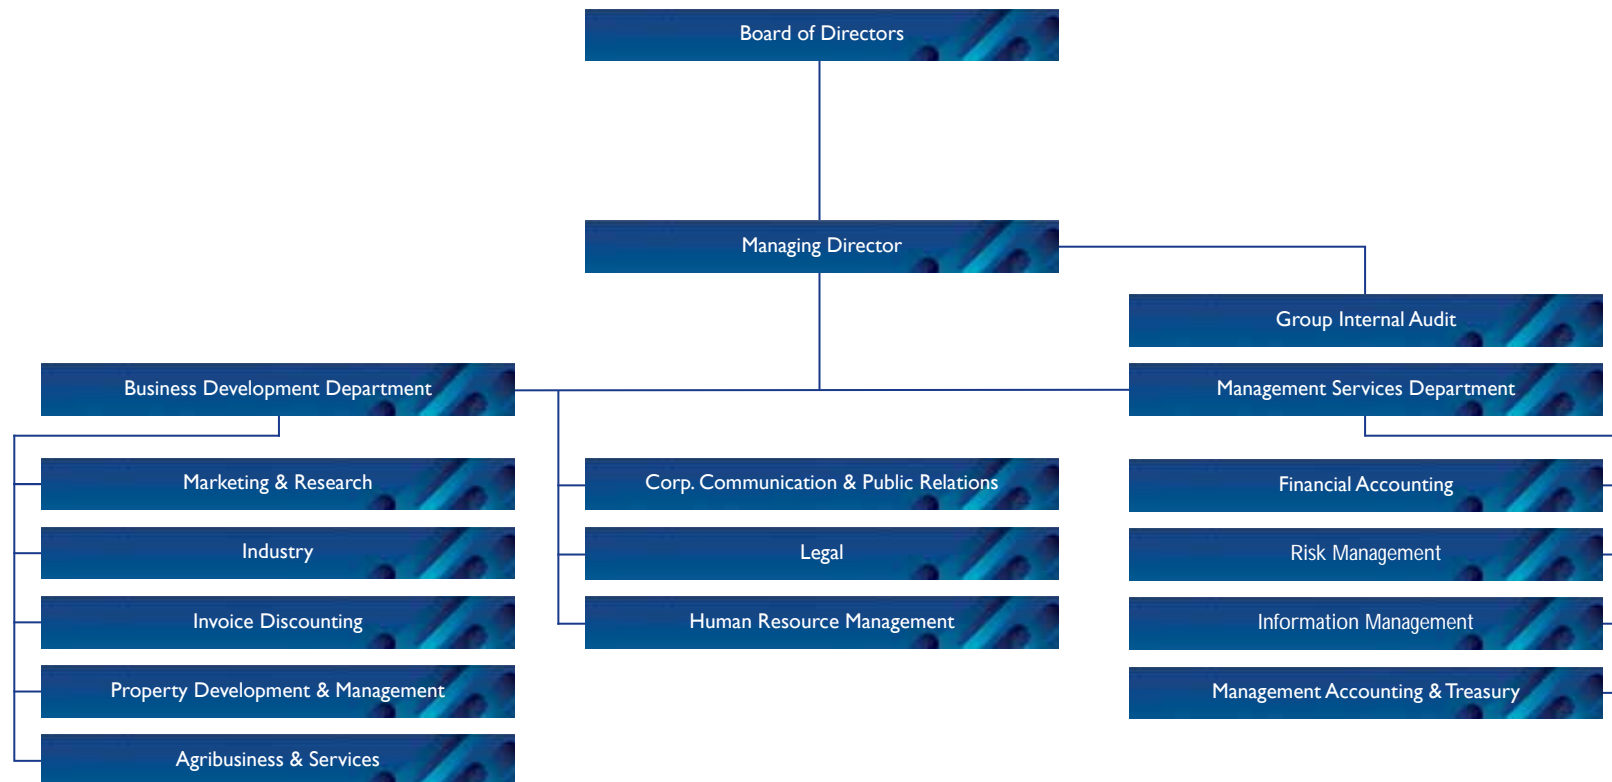 Board of Directors
Managing Director
Group Internal Audit
Business Development Department
Management Services Department
Marketing & Research
Corp. Communication & Public Relations
Financial Accounting
Industry
Legal
Risk Management
Invoice Discounting
Human Resource Management
Information Management
Property Development & Management
Management Accounting & Treasury
Agribusiness & Services